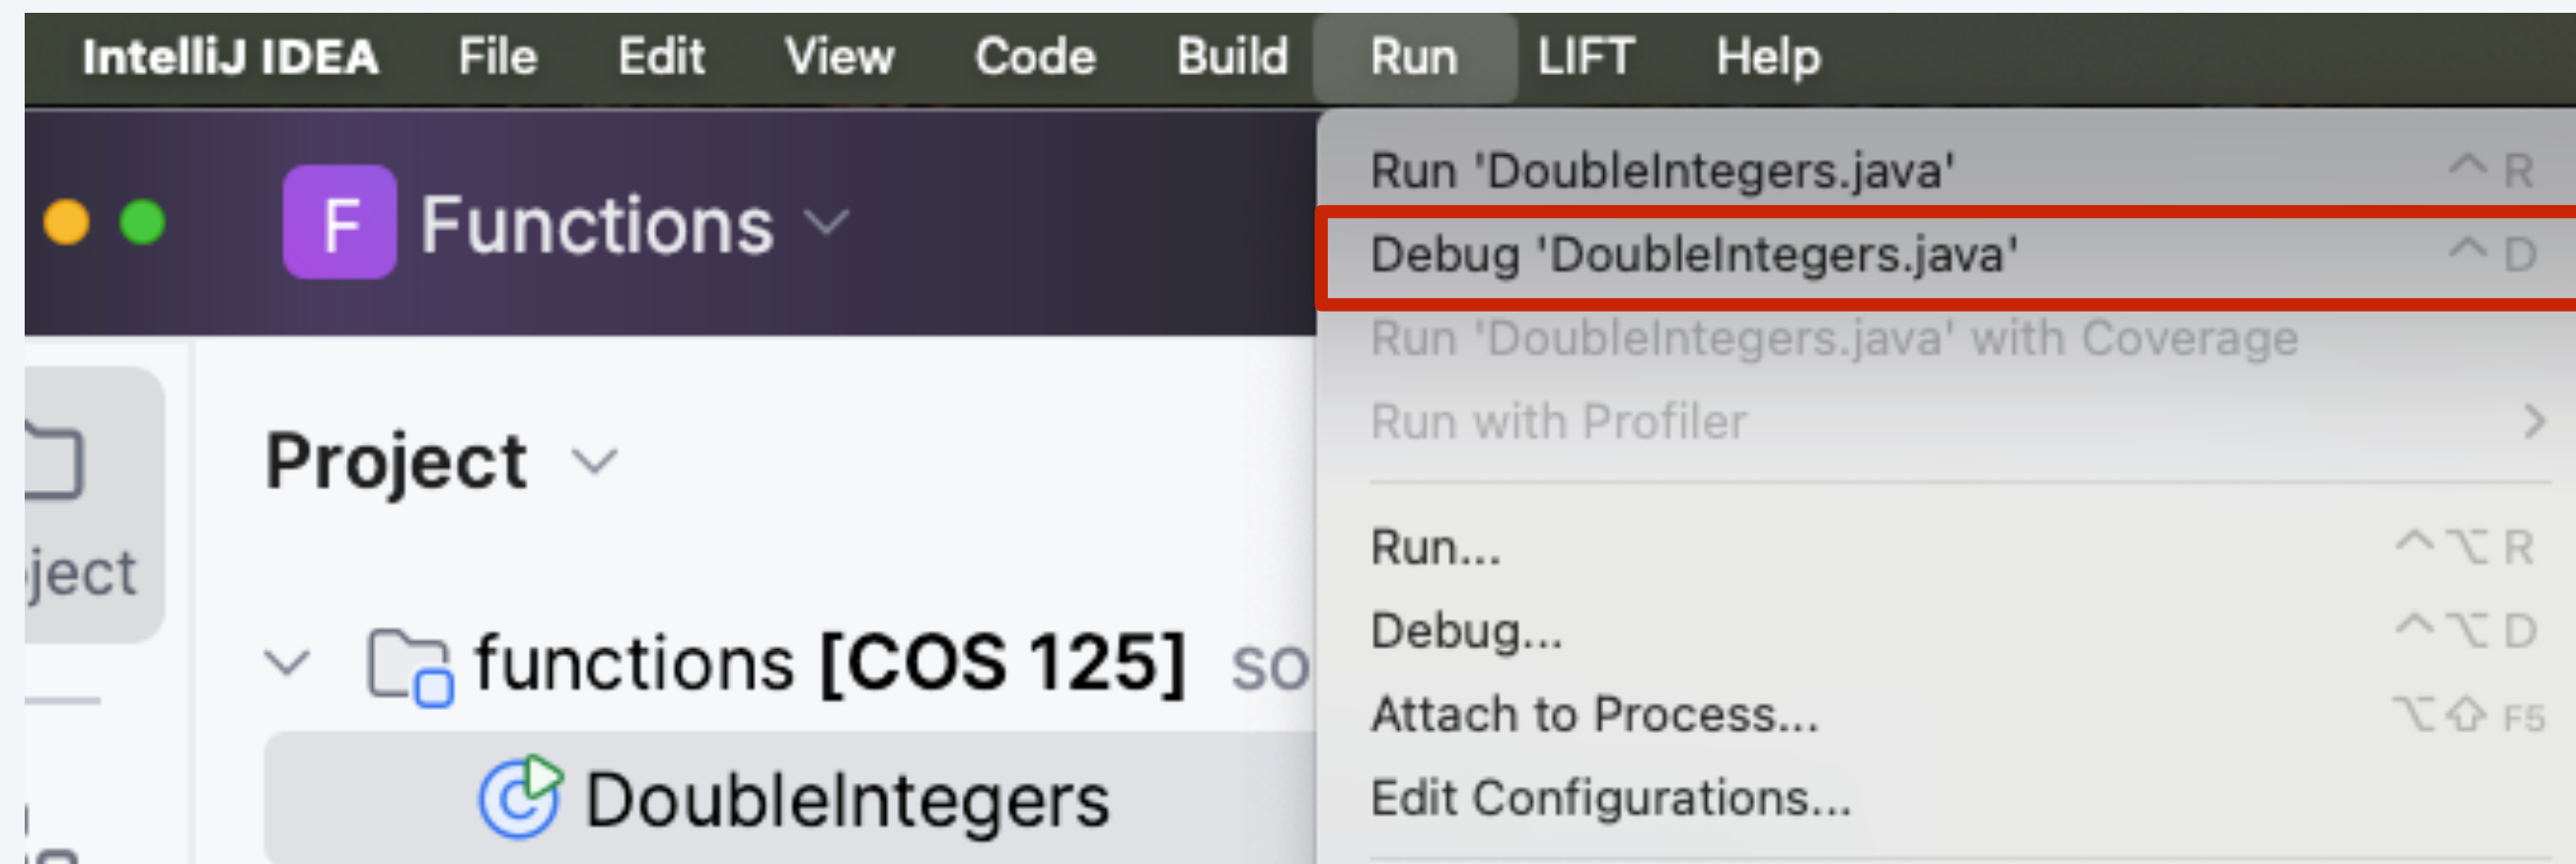 IntelliJ IDEA File Edit View Code Build Run LIFT Help
F Functions
Run 'DoubleIntegers.java' ^ R
Debug 'DoubleIntegers.java' ^ D
Run 'DoubleIntegers.java' with Coverage
Run with Profiler >
Run... ^⌥ R
Debug... ^⌥ D
Attach to Process... ⌥⇧ F5
Edit Configurations...
Project
ject
functions [COS 125] so
DoubleIntegers